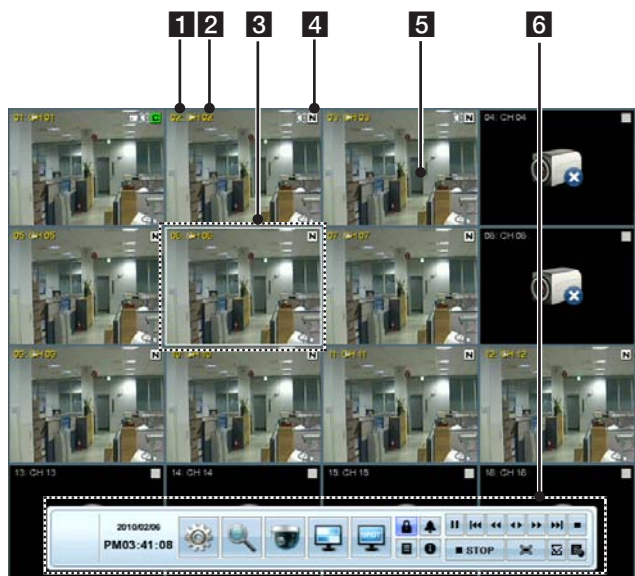 1 2 3 4 5 6
01: CH 01
02: CH 02
N
03: CH 03
N
04: CH 04
05: CH 05
N
06: CH 06
N
07: CH 07
N
08: CH 08
09: CH 09
N
10: CH 10
N
11: CH 11
N
12: CH 12
N
13: CH 13
14: CH 14
15: CH 15
16: CH 16
2010/02/06
PM03:41:08
SPOT
STOP